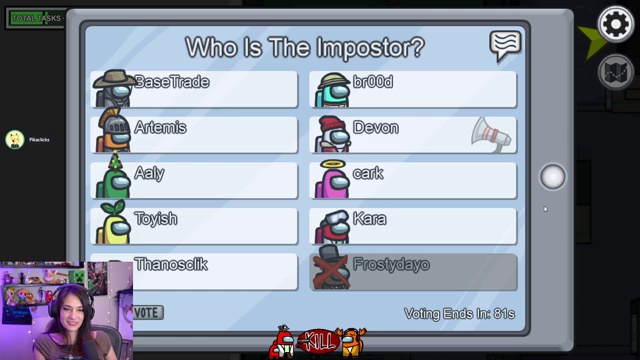 TOTAL TASKS
Who Is The Impostor?
BaseTrade
br00d
Artemis
Devon
Aaly
cark
Toyish
Kara
Thanosclik
Frostydayo
VOTE
Voting Ends In: 81s
KILL